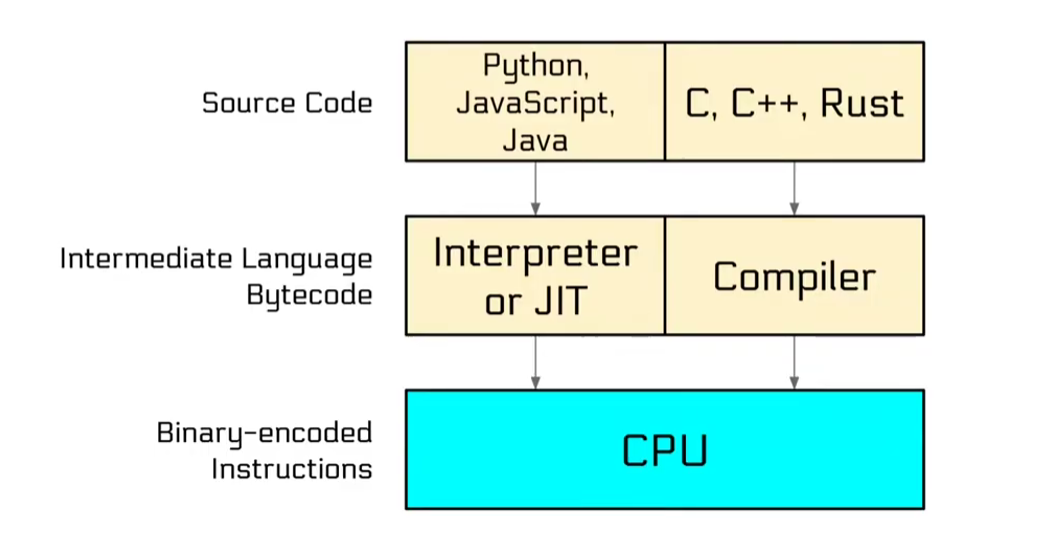 Source Code
Python,
JavaScript,
Java
C, C++, Rust
Intermediate Language
Bytecode
Interpreter
or JIT
Compiler
Binary-encoded
Instructions
CPU